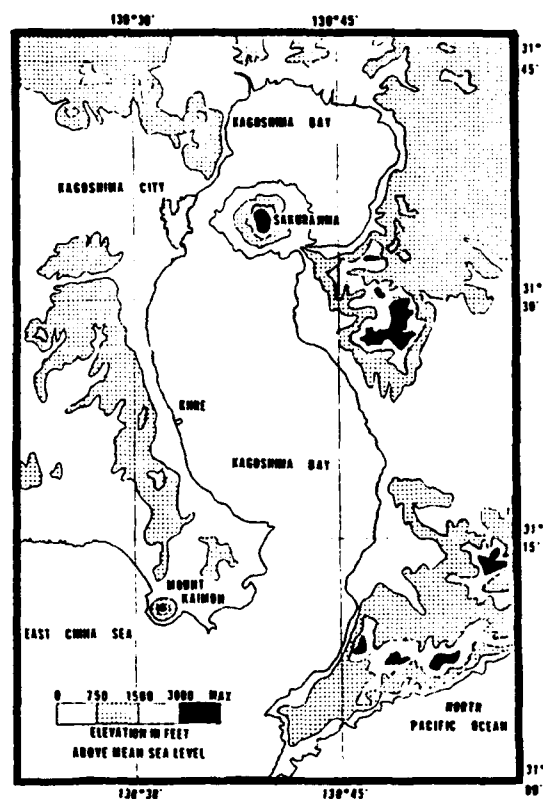 130°30'
130°45'
31°
45'
KAGOSHIMA BAY
KAGOSHIMA CITY
SAKURAJIMA
31°
30'
KIIRE
KAGOSHIMA BAY
31°
15'
MOUNT
KAIMON
EAST CHINA SEA
0 750 1500 3000 MAX
ELEVATION IN FEET
ABOVE MEAN SEA LEVEL
NORTH
PACIFIC OCEAN
130°30'
130°45'
31°
00'